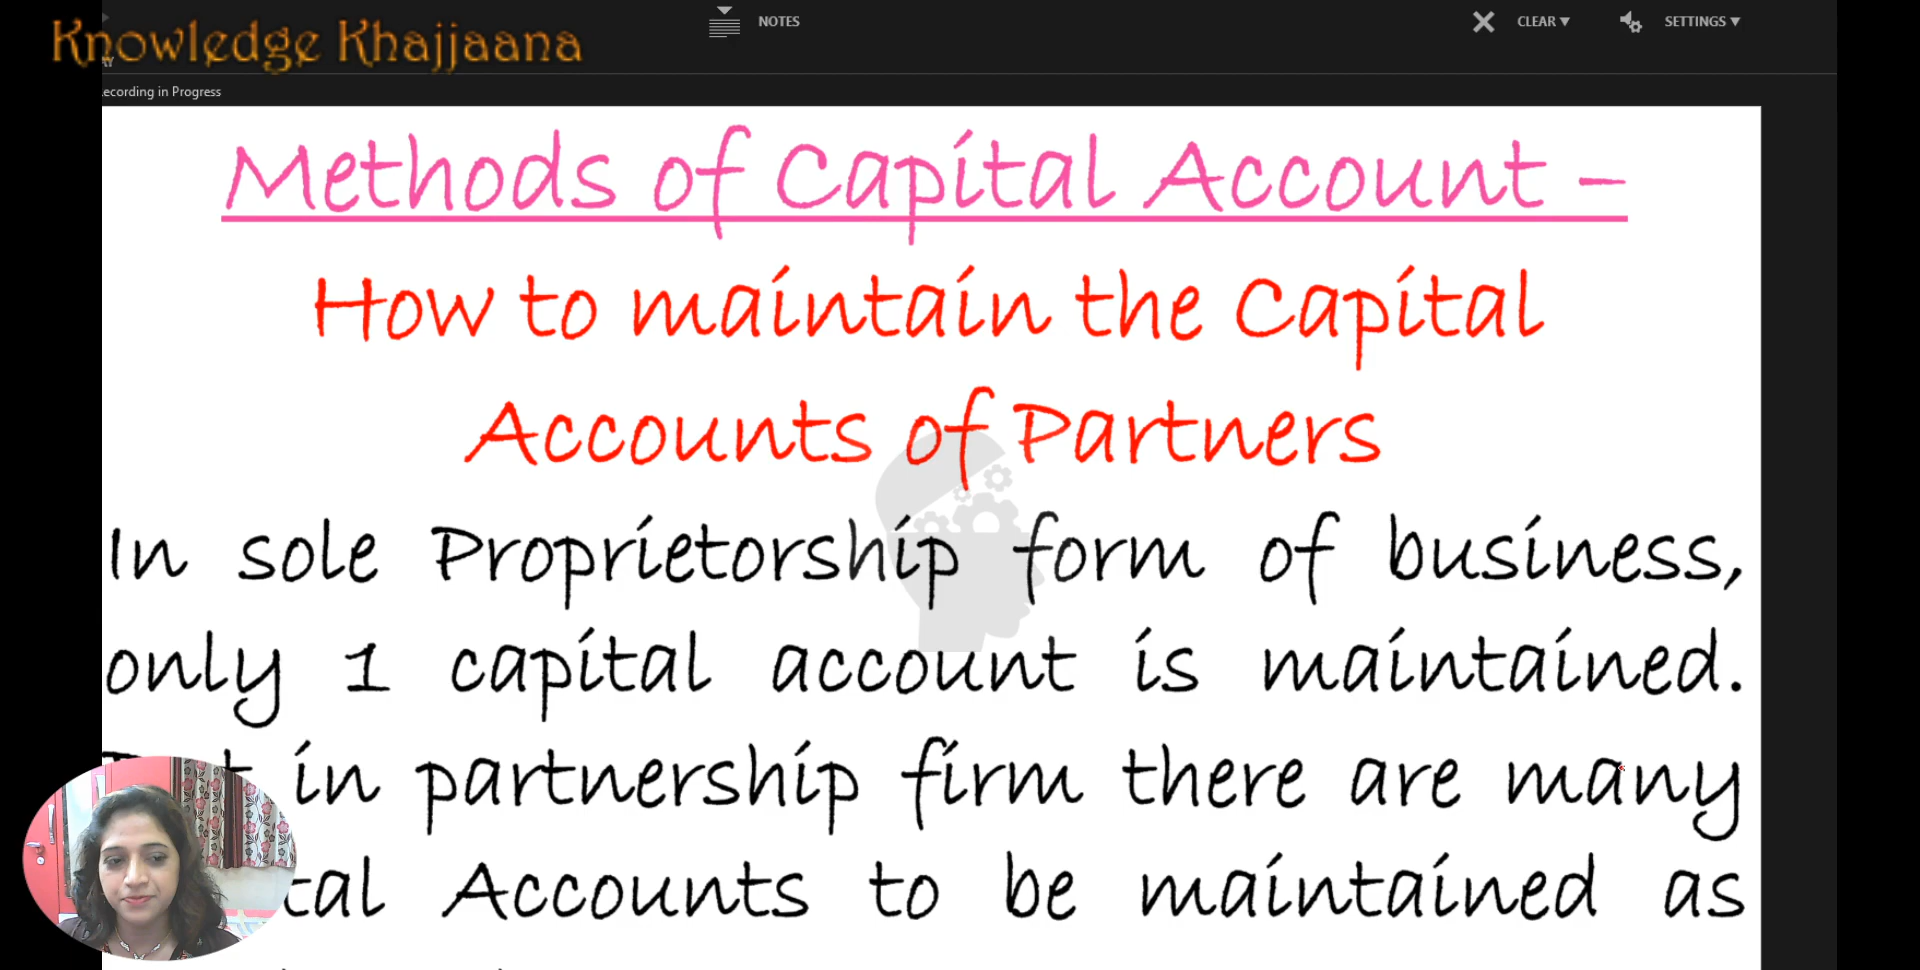 Knowledge Khajjaana
NOTES
CLEAR
SETTINGS
AY
ecording in Progress
Methods of Capital Account –
How to maintain the Capital
Accounts of Partners
In sole Proprietorship form of business,
only 1 capital account is maintained.
in partnership firm there are many
tal Accounts to be maintained as